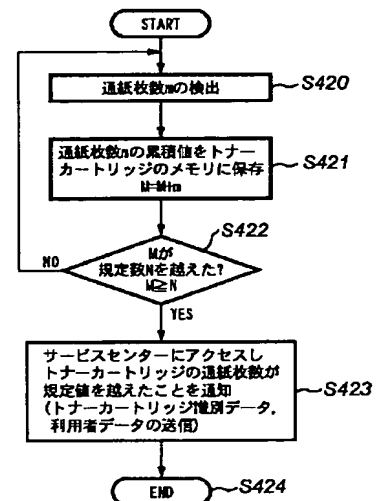 START
通紙枚数mの検出
S420
通紙枚数mの累積値をトナー
カートリッジのメモリに保存
M=M+m
S421
S422
Mが
規定数Nを越えた?
M≧N
NO
YES
サービスセンターにアクセスし
トナーカートリッジの通紙枚数が
規定値を越えたことを通知
(トナーカートリッジ識別データ,
利用者データの送信)
S423
END
S424